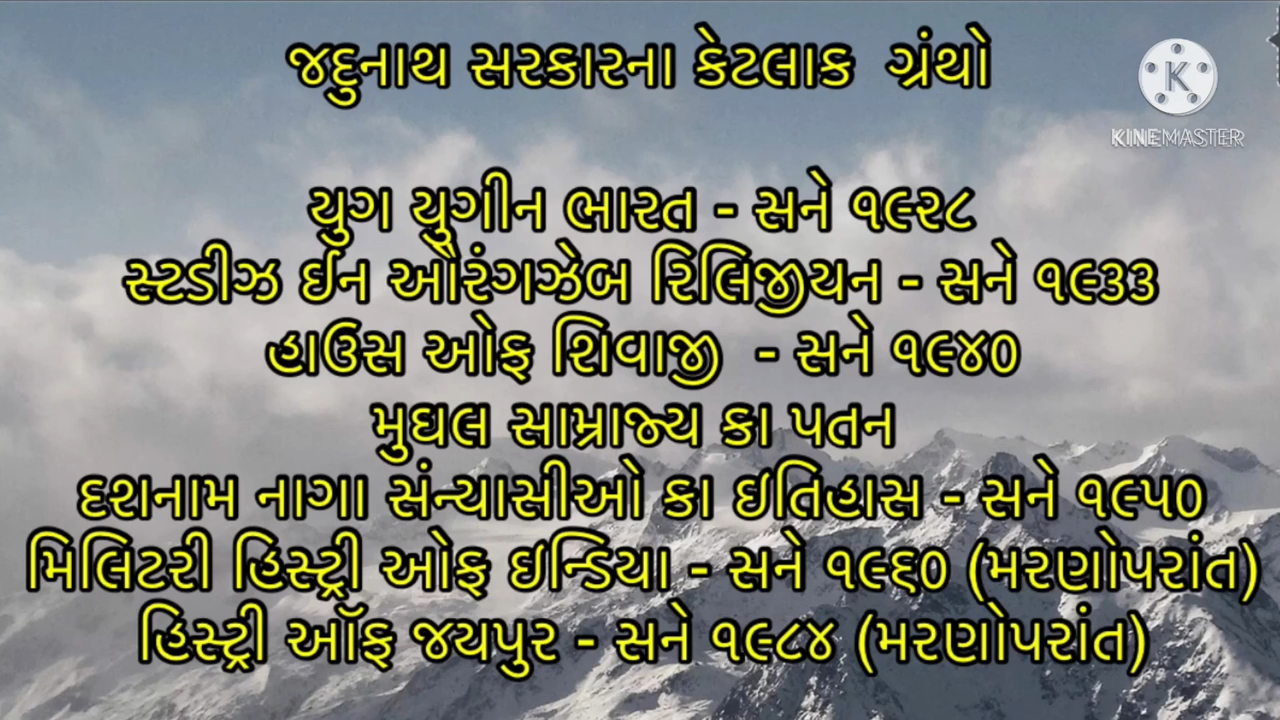 જદુનાથ સરકારના કેટલાક ગ્રંથો
KINEMASTER
યુગ યુગીન ભારત - સને ૧૯૨૮
સ્ટડીઝ ઈન ઔરંગઝેબ રિલિજીયન - સને ૧૯૩૩
હાઉસ ઓફ શિવાજી - સને ૧૯૪૦
મુઘલ સામ્રાજ્ય કા પતન
દશનામ નાગા સંન્યાસીઓ કા ઇતિહાસ - સને ૧૯૫૦
મિલિટરી હિસ્ટ્રી ઓફ ઇન્ડિયા - સને ૧૯૬૦ (મરણોપરાંત)
હિસ્ટ્રી ઑફ જયપુર - સને ૧૯૮૪ (મરણોપરાંત)